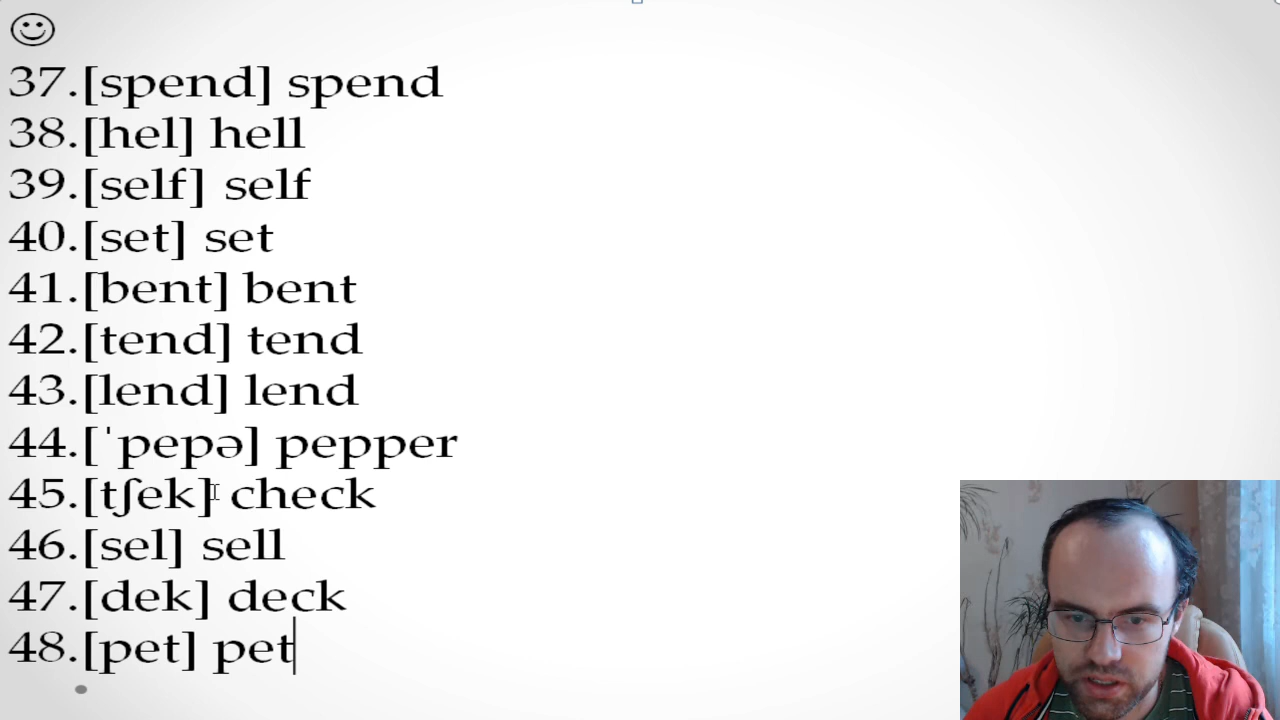 37.[spend] spend
38.[hel] hell
39.[self] self
40.[set] set
41.[bent] bent
42.[tend] tend
43.[lend] lend
44.[ˈpepə] pepper
45.[tʃek] check
46.[sel] sell
47.[dek] deck
48.[pet] pet